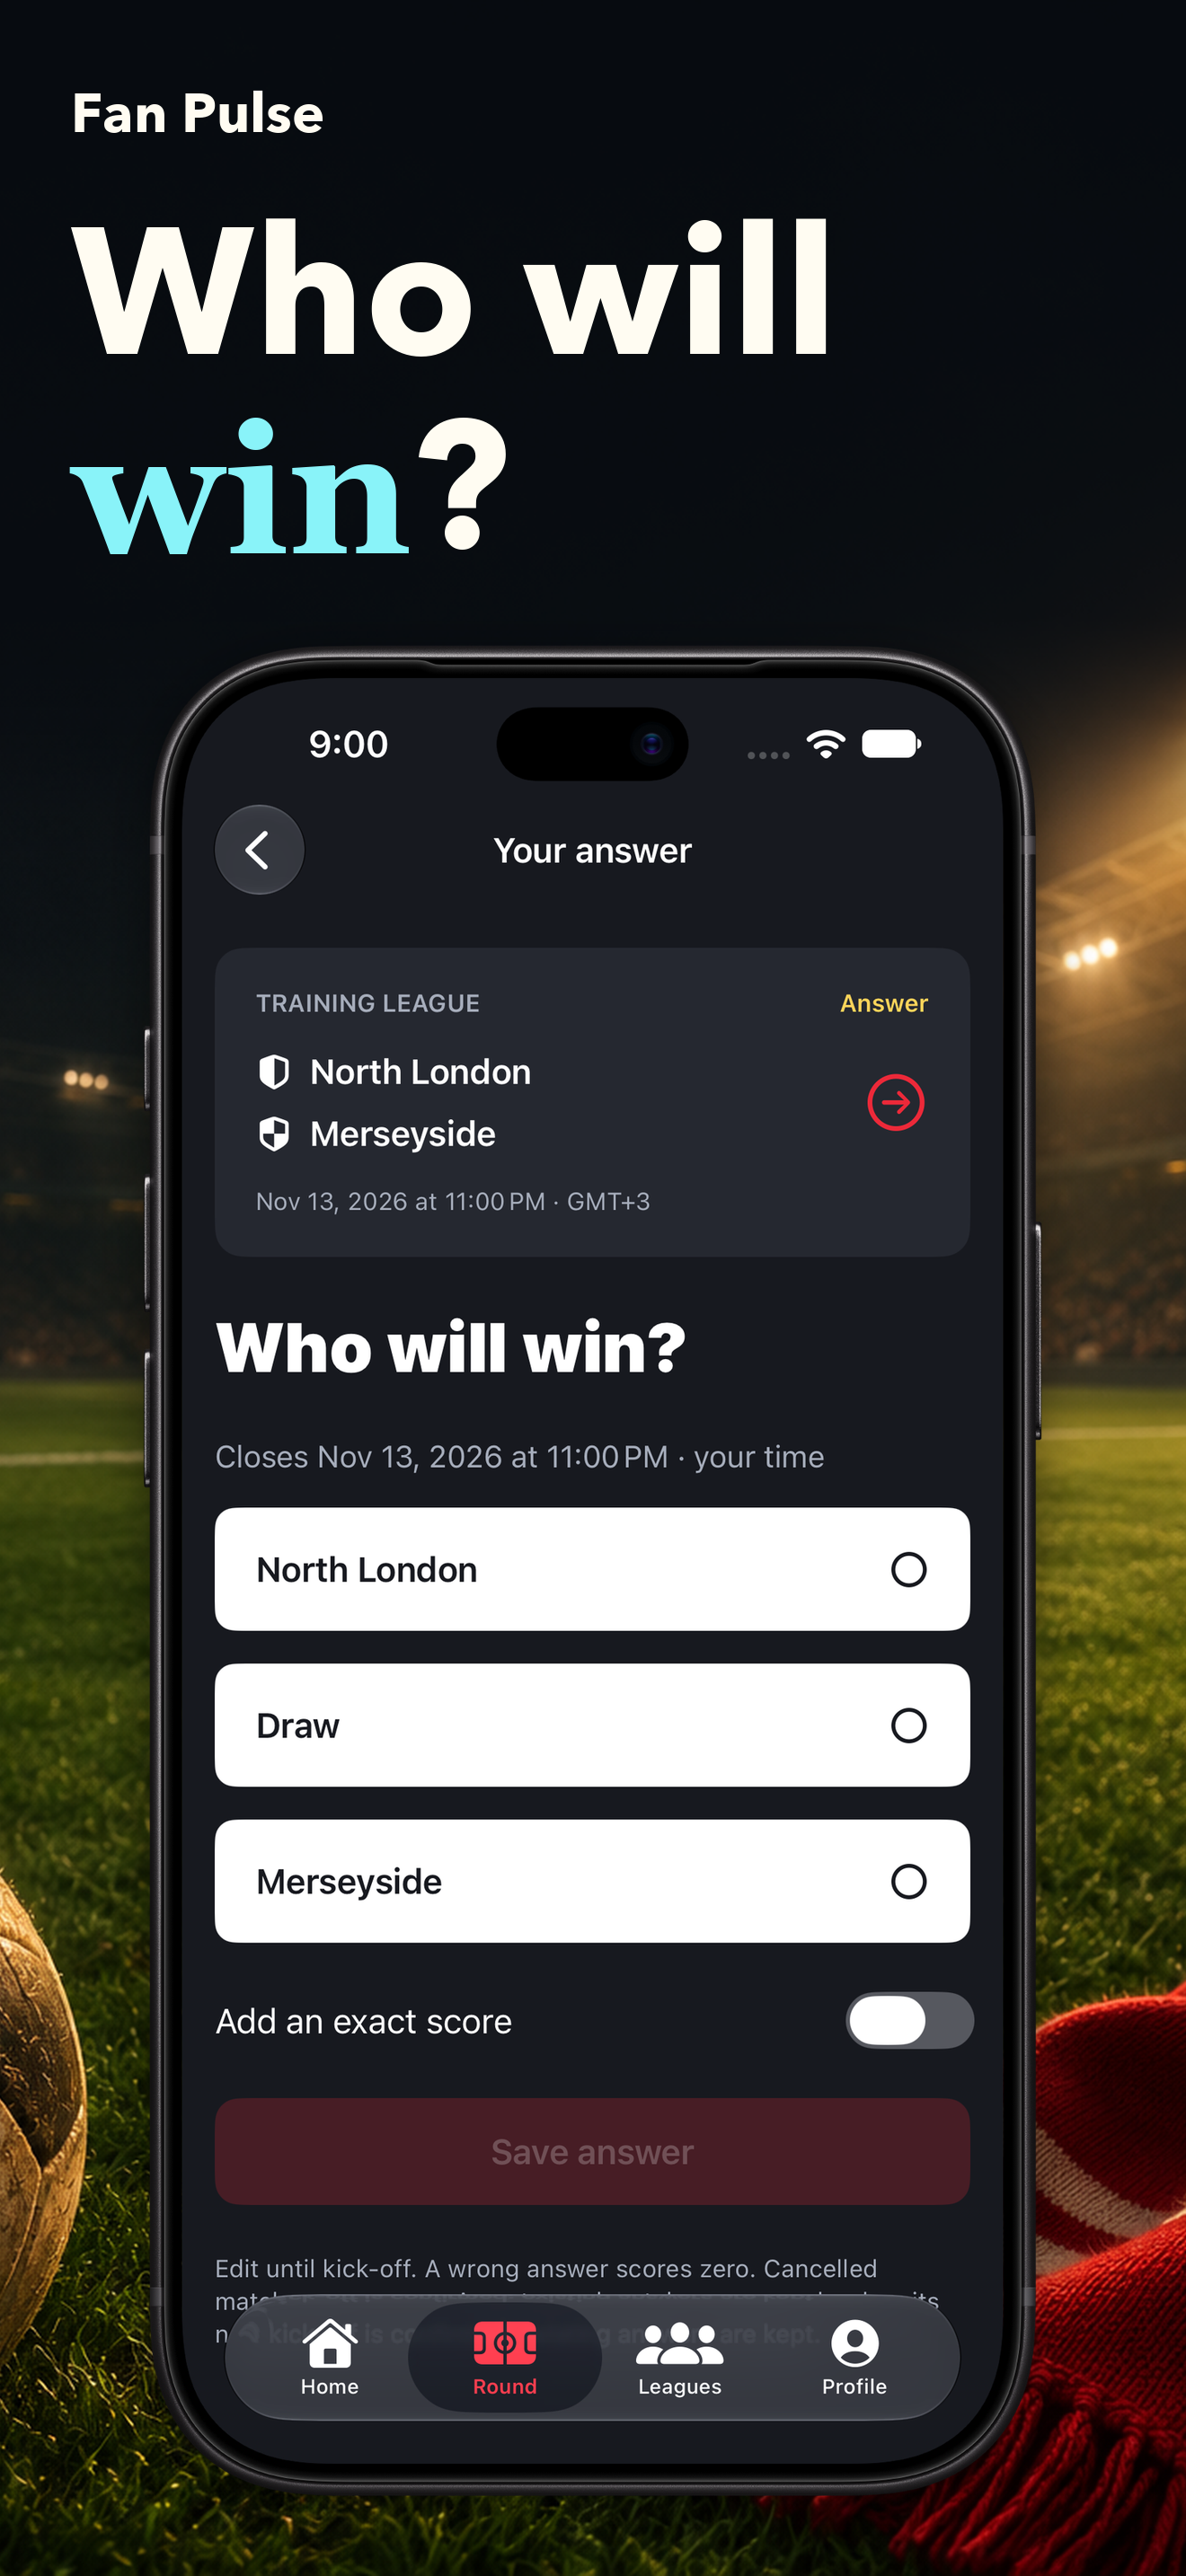 Fan Pulse
Who will
win?
9:00
Your answer
TRAINING LEAGUE
Answer
North London
Merseyside
Nov 13, 2026 at 11:00 PM · GMT+3
Who will win?
Closes Nov 13, 2026 at 11:00 PM · your time
North London
Draw
Merseyside
Add an exact score
Save answer
Edit until kick-off. A wrong answer scores zero. Cancelled
are kept.
Home
Round
Leagues
Profile